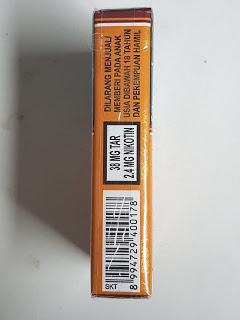 DILARANG MENJUAL/
MEMBERI PADA ANAK
USIA DIBAWAH 18 TAHUN
DAN PEREMPUAN HAMIL
38 MG TAR
2.4 MG NIKOTIN
SKT
8 994729 400178